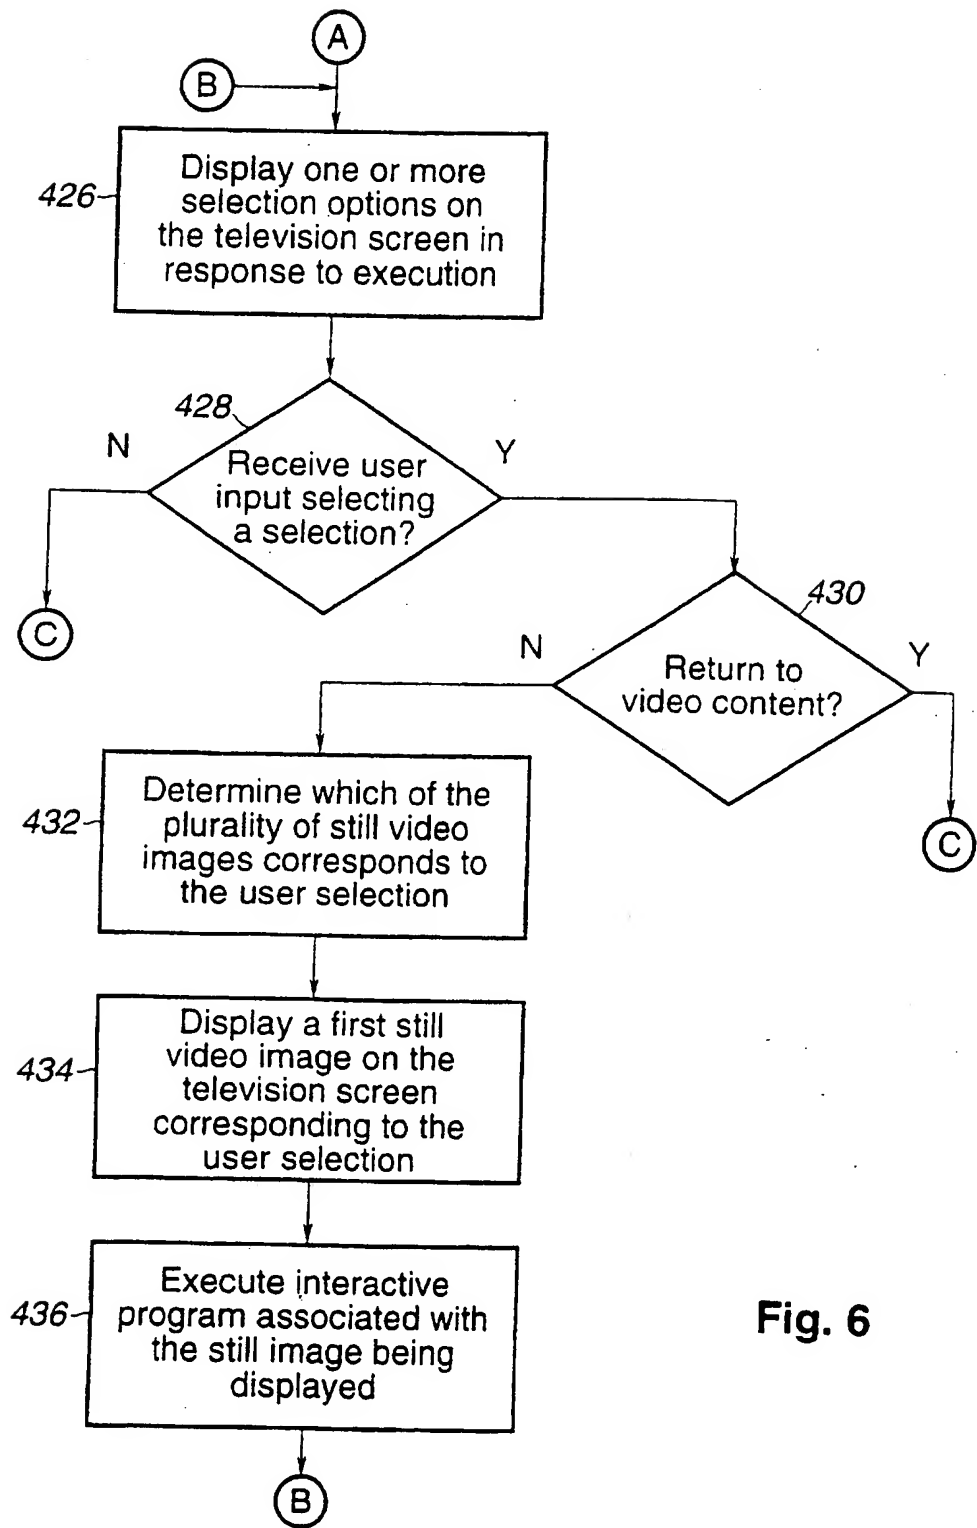 A
B
426
Display one or more
selection options on
the television screen in
response to execution
428
N
Y
Receive user
input selecting
a selection?
C
430
N
Y
Return to
video content?
C
432
Determine which of the
plurality of still video
images corresponds to
the user selection
434
Display a first still
video image on the
television screen
corresponding to the
user selection
436
Execute interactive
program associated with
the still image being
displayed
B
Fig. 6